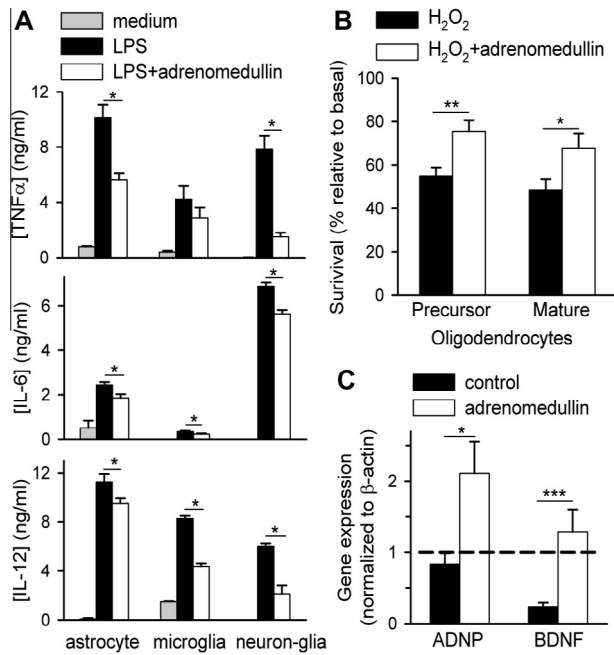 A
medium
LPS
LPS+adrenomedullin
[TNFα] (ng/ml)
12
8
4
0
*
*
[IL-6] (ng/ml)
6
4
2
0
*
*
*
[IL-12] (ng/ml)
12
8
4
0
*
*
*
astrocyte microglia neuron-glia
B
H₂O₂
H₂O₂+adrenomedullin
Surivival (% relative to basal)
100
80
60
40
20
0
**
*
Precursor Mature
Oligodendrocytes
C
control
adrenomedullin
Gene expression
(normalized to β-actin)
2
1
0
*
***
ADNP BDNF